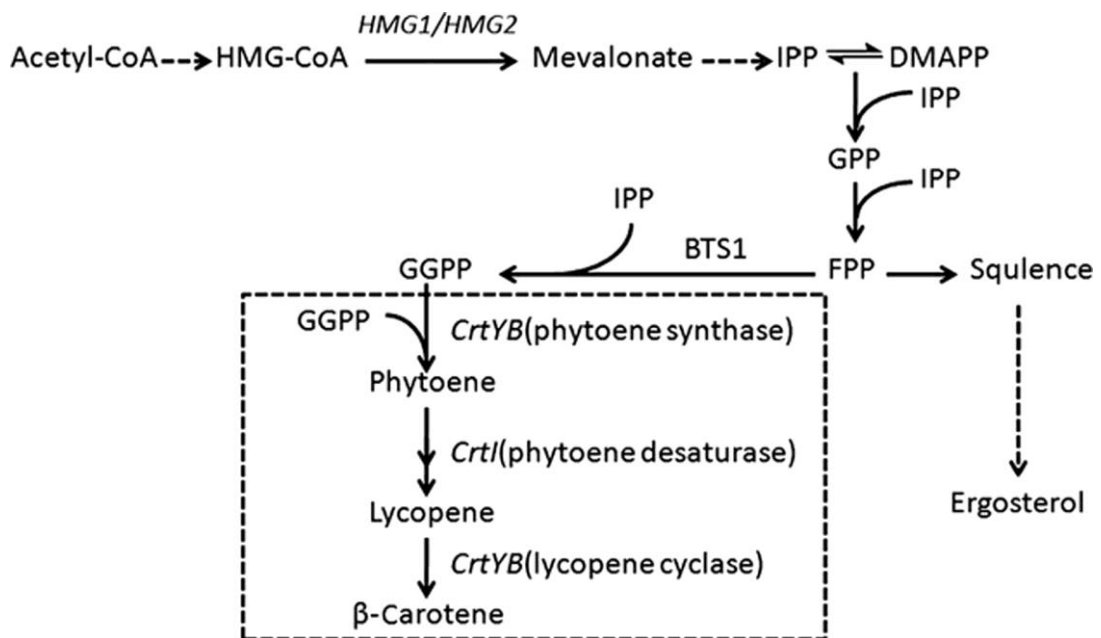 HMG1/HMG2
Acetyl-CoA HMG-CoA Mevalonate IPP DMAPP
IPP
GPP
IPP
IPP
BTS1
GGPP FPP Squlence
GGPP CrtYB(phytoene synthase)
Phytoene
CrtI(phytoene desaturase)
Lycopene
Ergosterol
CrtYB(lycopene cyclase)
β-Carotene